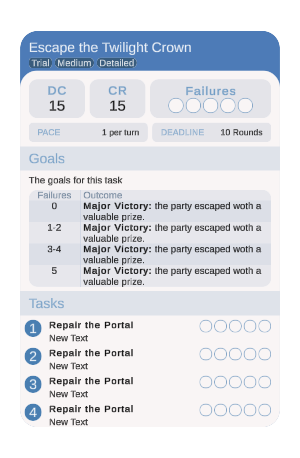 Escape the Twilight Crown
Trial Medium Detailed
DC CR Failures
15 15
PACE 1 per turn DEADLINE 10 Rounds
Goals
The goals for this task
Failures Outcome
0 Major Victory: the party escaped woth a
valuable prize.
1-2 Major Victory: the party escaped woth a
valuable prize.
3-4 Major Victory: the party escaped woth a
valuable prize.
5 Major Victory: the party escaped woth a
valuable prize.
Tasks
1 Repair the Portal
New Text
2 Repair the Portal
New Text
3 Repair the Portal
New Text
4 Repair the Portal
New Text